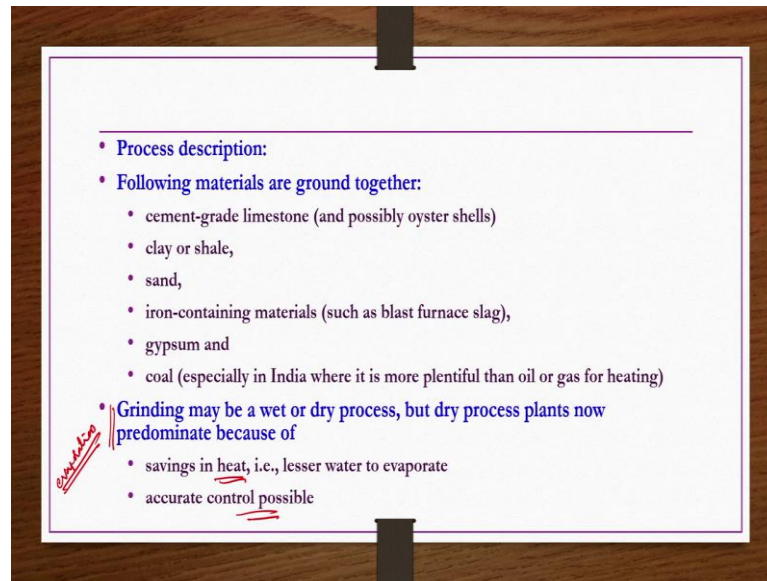 • Process description:
• Following materials are ground together:
• cement-grade limestone (and possibly oyster shells)
• clay or shale,
• sand,
• iron-containing materials (such as blast furnace slag),
• gypsum and
• coal (especially in India where it is more plentiful than oil or gas for heating)
• Grinding may be a wet or dry process, but dry process plants now
predominate because of
• savings in heat, i.e., lesser water to evaporate
• accurate control possible